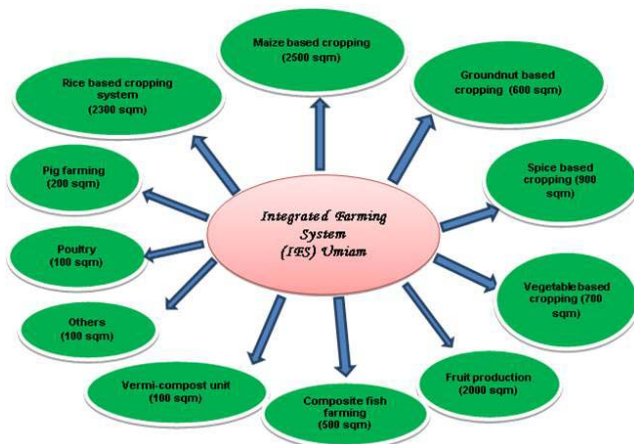 Maize based cropping
(2500 sqm)
Groundnut based
cropping (600 sqm)
Rice based cropping
system
(2300 sqm)
Spice based
cropping (900
sqm)
Pig farming
(200 sqm)
Integrated Farming
System
(IFS) Umiam
Poultry
(100 sqm)
Vegetable based
cropping (700
sqm)
Others
(100 sqm)
Fruit production
(2000 sqm)
Vermi-compost unit
(100 sqm)
Composite fish
farming
(500 sqm)